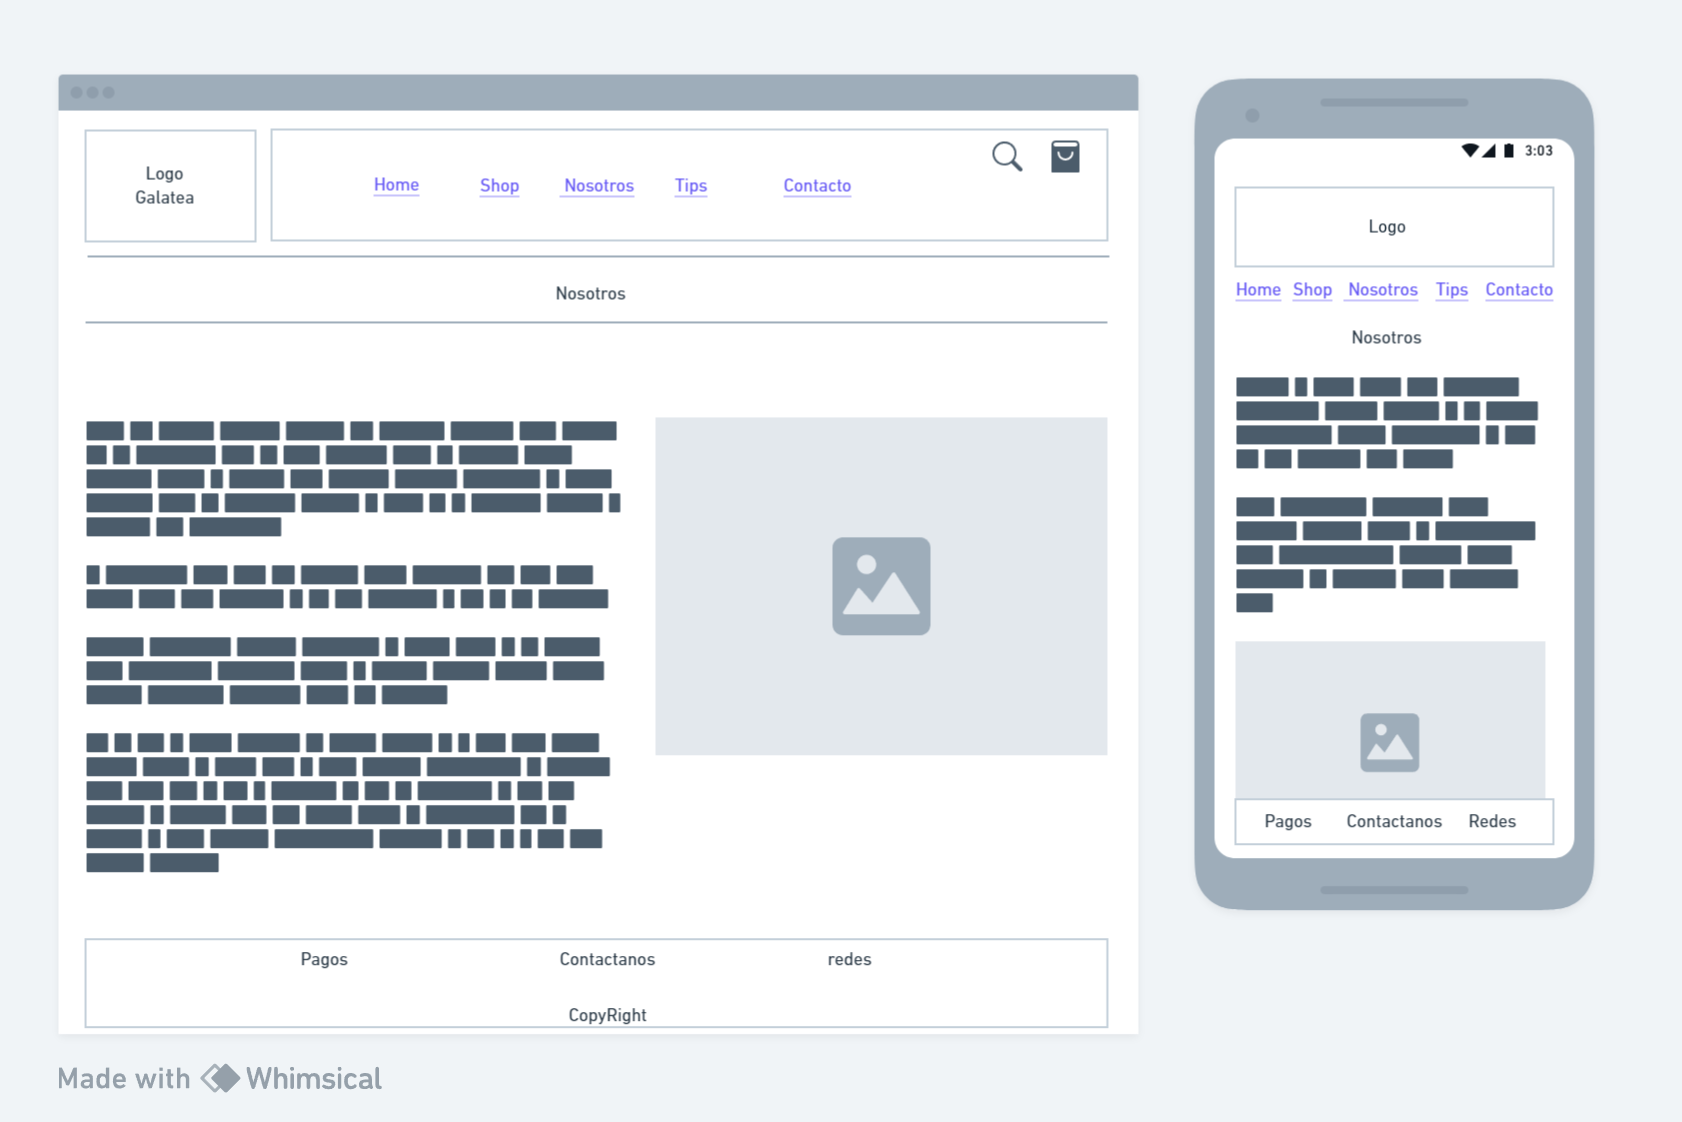 Logo
Galatea
Home Shop Nosotros Tips Contacto
Nosotros
Pagos Contactanos redes
CopyRight
3:03
Logo
Home Shop Nosotros Tips Contacto
Nosotros
Pagos Contactanos Redes
Made with Whimsical